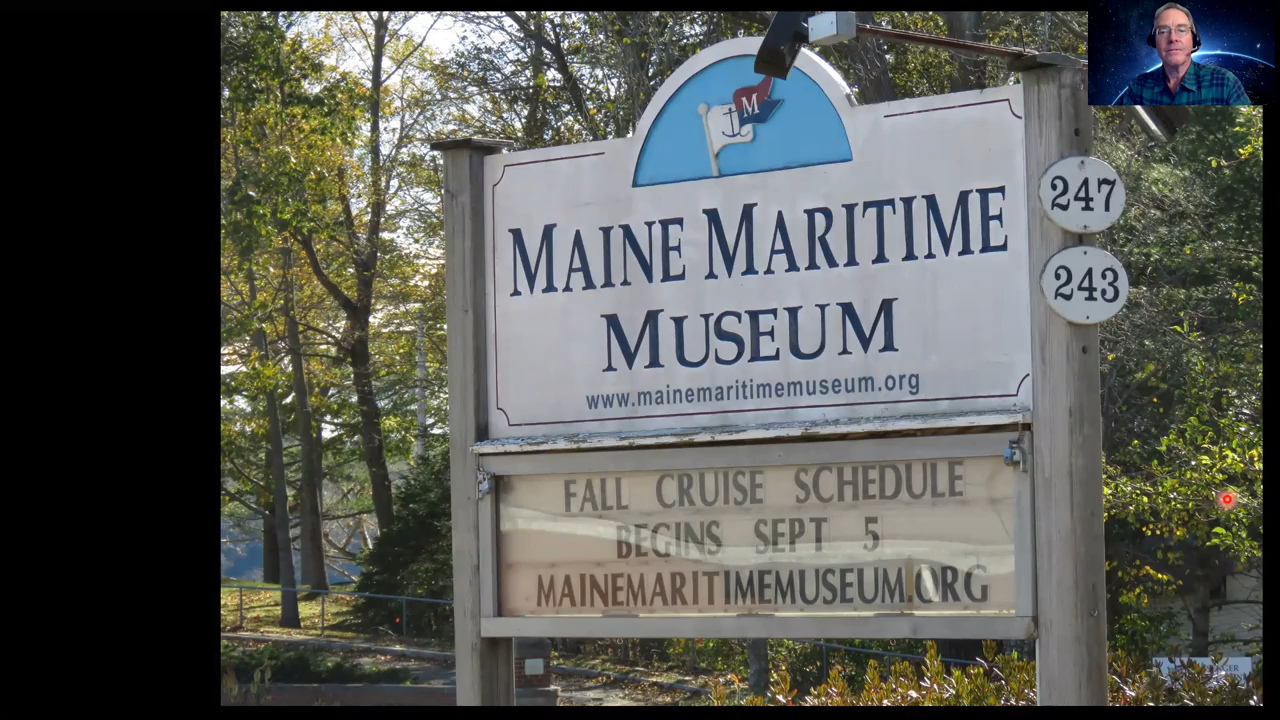 M
MAINE MARITIME
MUSEUM
www.mainemaritimemuseum.org
247
243
FALL CRUISE SCHEDULE
BEGINS SEPT 5
MAINEMARITIMEMUSEUM.ORG